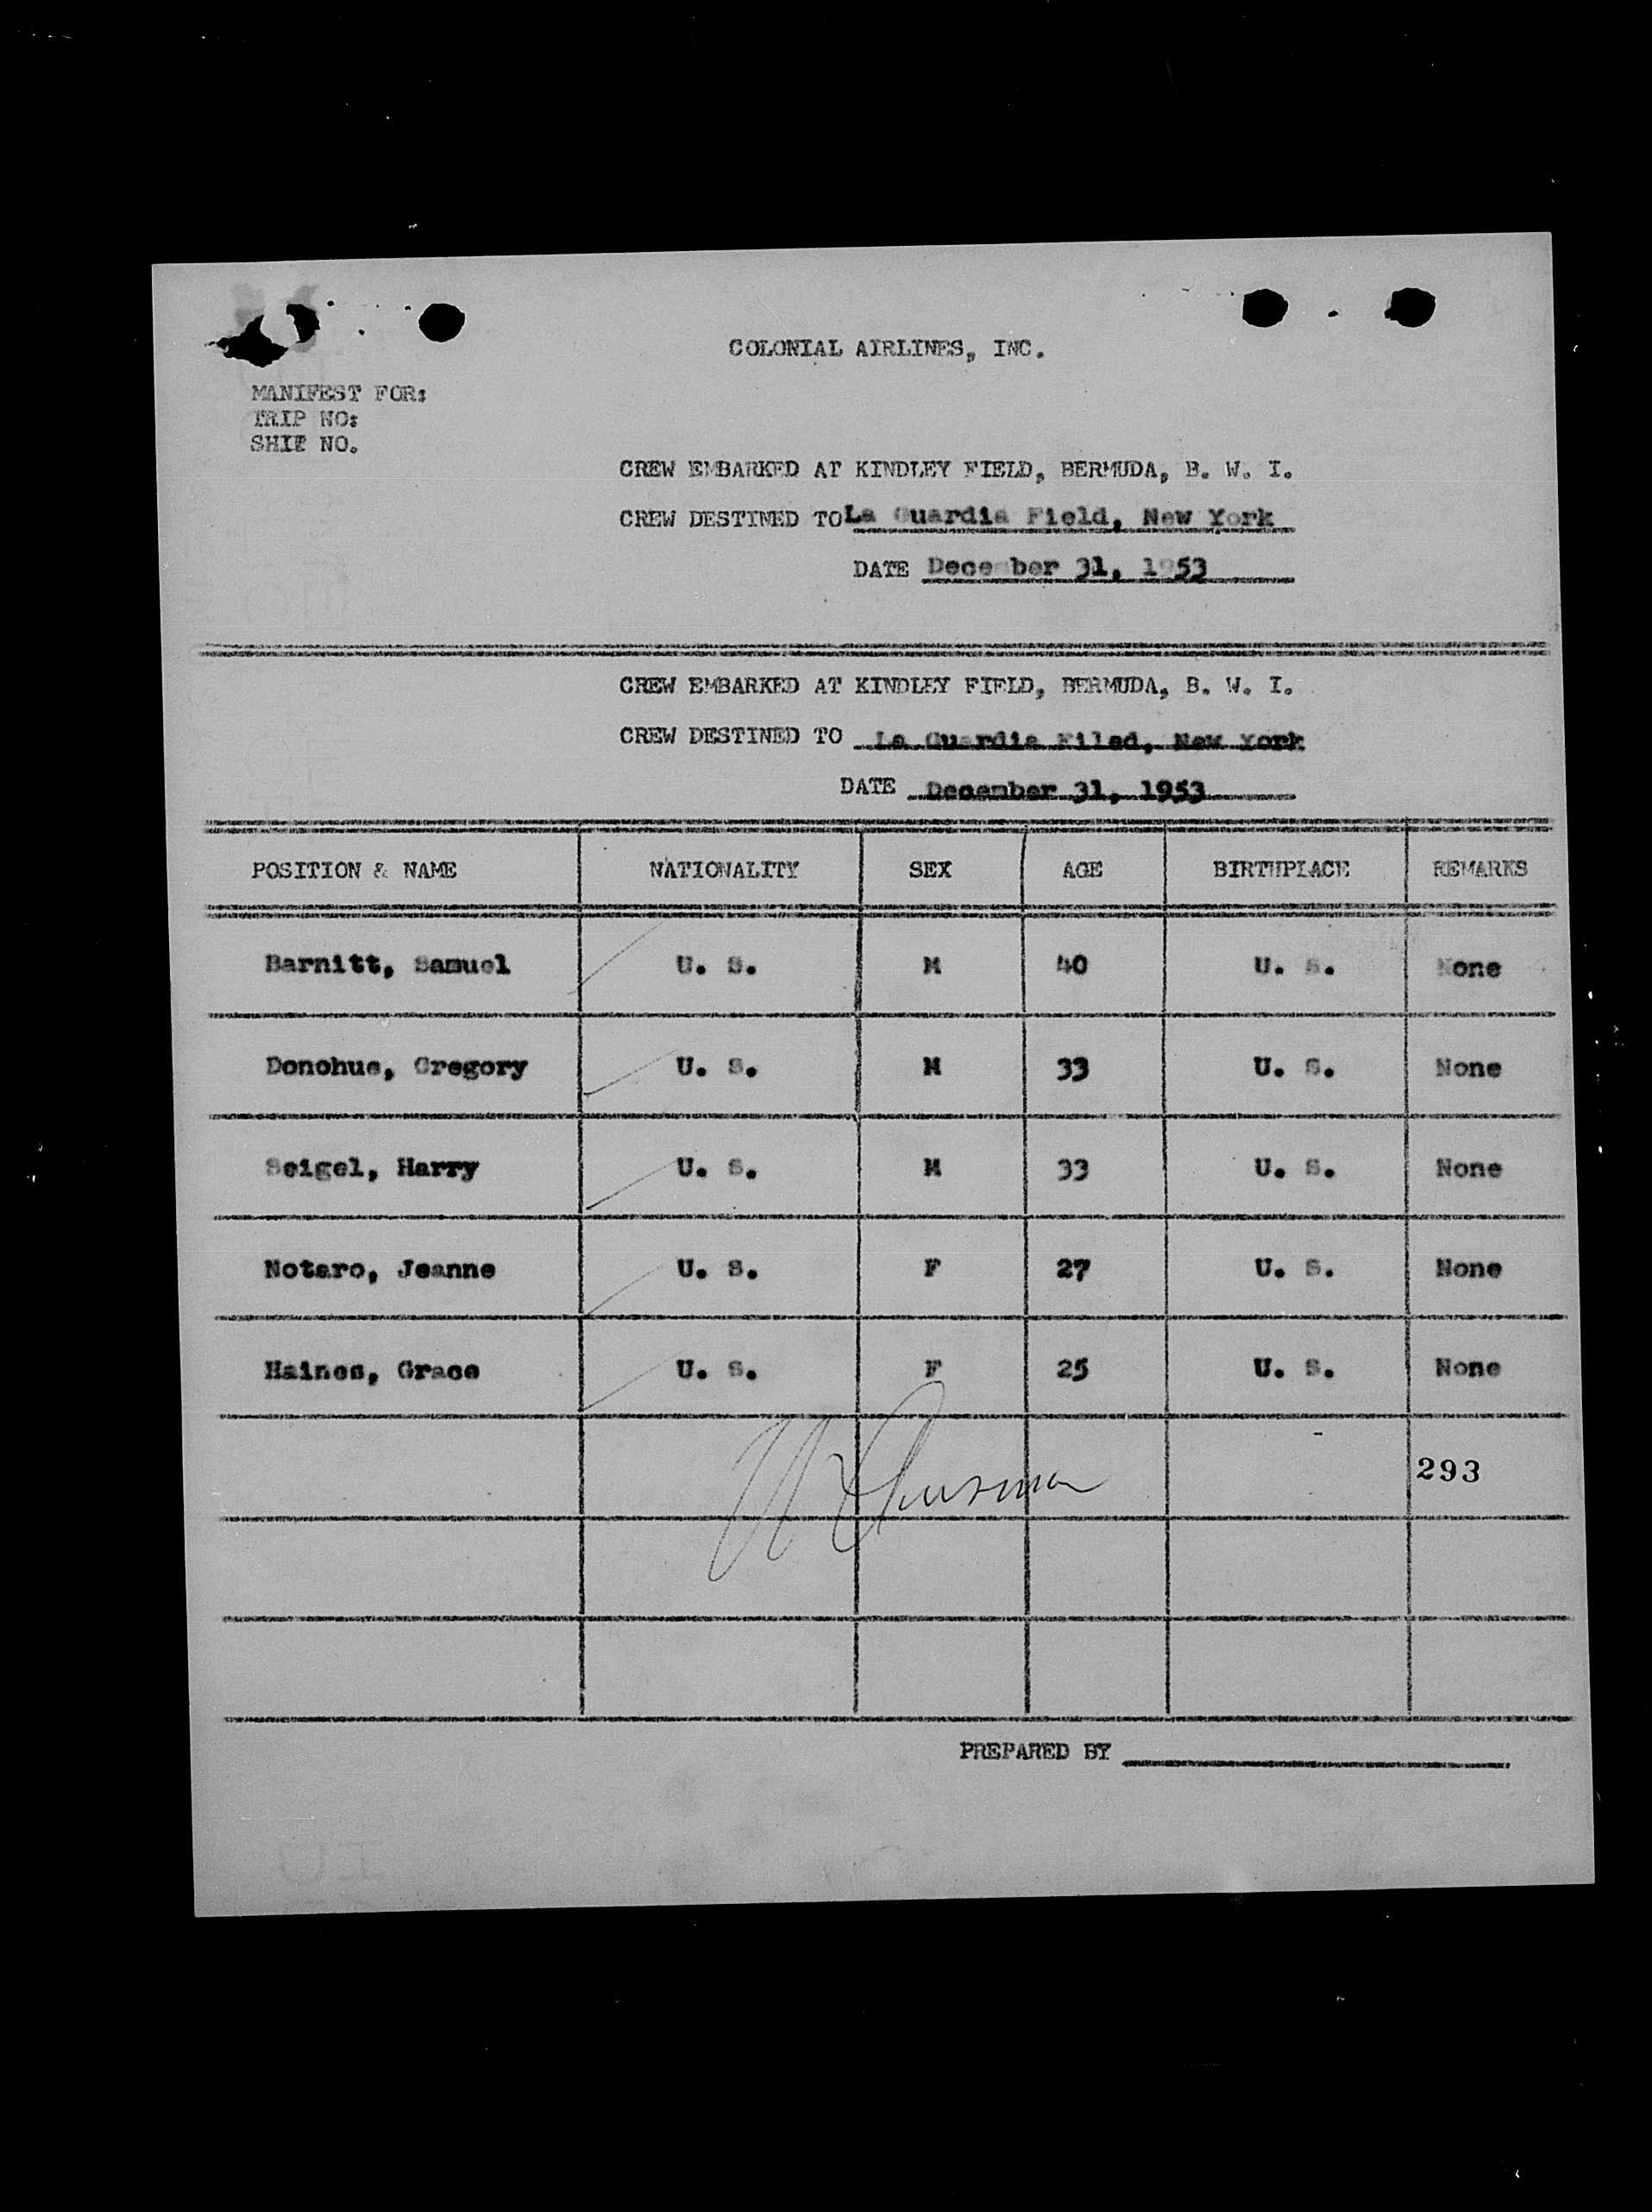 COLONIAL AIRLINES, INC.
MANIFEST FOR:
TRIP NO:
SHIP NO.
CREW EMBARKED AT KINDLEY FIELD, BERMUDA, B. W. I.
CREW DESTINED TO La Guardia Field, New York
DATE December 31, 1953
CREW EMBARKED AT KINDLEY FIELD, BERMUDA, B. W. I.
CREW DESTINED TO La Guardia Filed, New York
DATE December 31, 1953
POSITION & NAME NATIONALITY SEX AGE BIRTHPLACE REMARKS
Barnitt, Samuel U. S. M 40 U. S. None
Donohue, Gregory U. S. M 33 U. S. None
Seigel, Harry U. S. M 33 U. S. None
Notaro, Jeanne U. S. F 27 U. S. None
Haines, Grace U. S. F 25 U. S. None
293
PREPARED BY